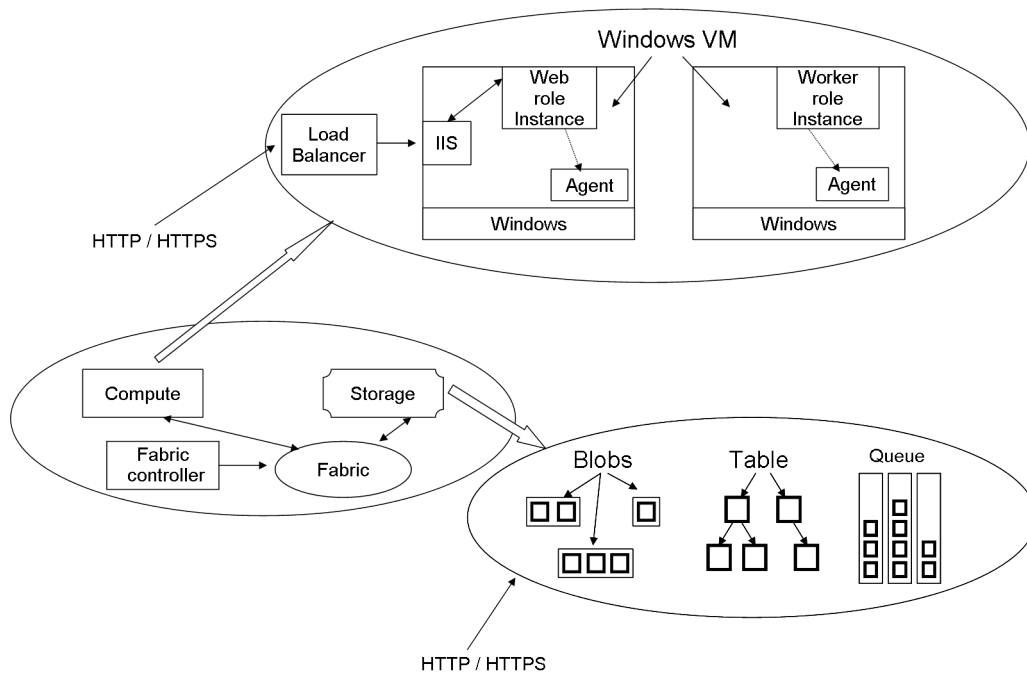 Windows VM
Web
role
Instance
Worker
role
Instance
Load
Balancer
IIS
Agent
Agent
Windows
Windows
HTTP / HTTPS
Compute
Storage
Fabric
controller
Fabric
Blobs
Table
Queue
HTTP / HTTPS